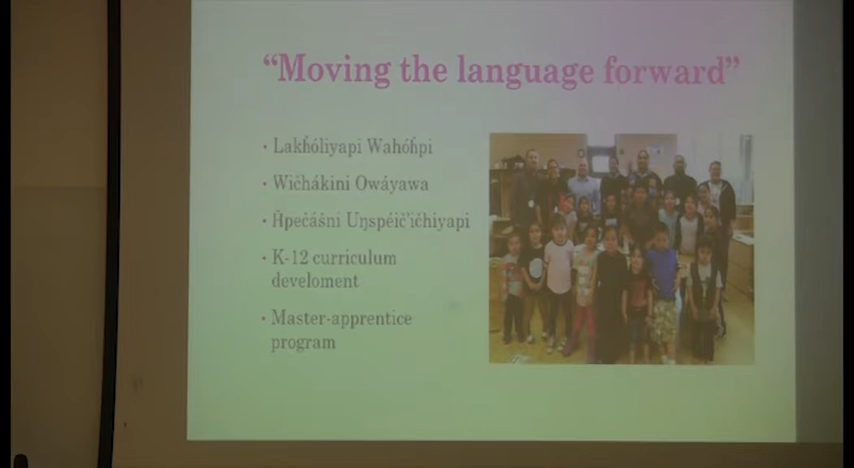 “Moving the language forward”
• Lakȟóliyapi Wahóȟpi
• Wičhákini Owáyawa
• Ȟpečášni Uŋspéič’ičhiyapi
• K-12 curriculum
develoment
• Master-apprentice
program